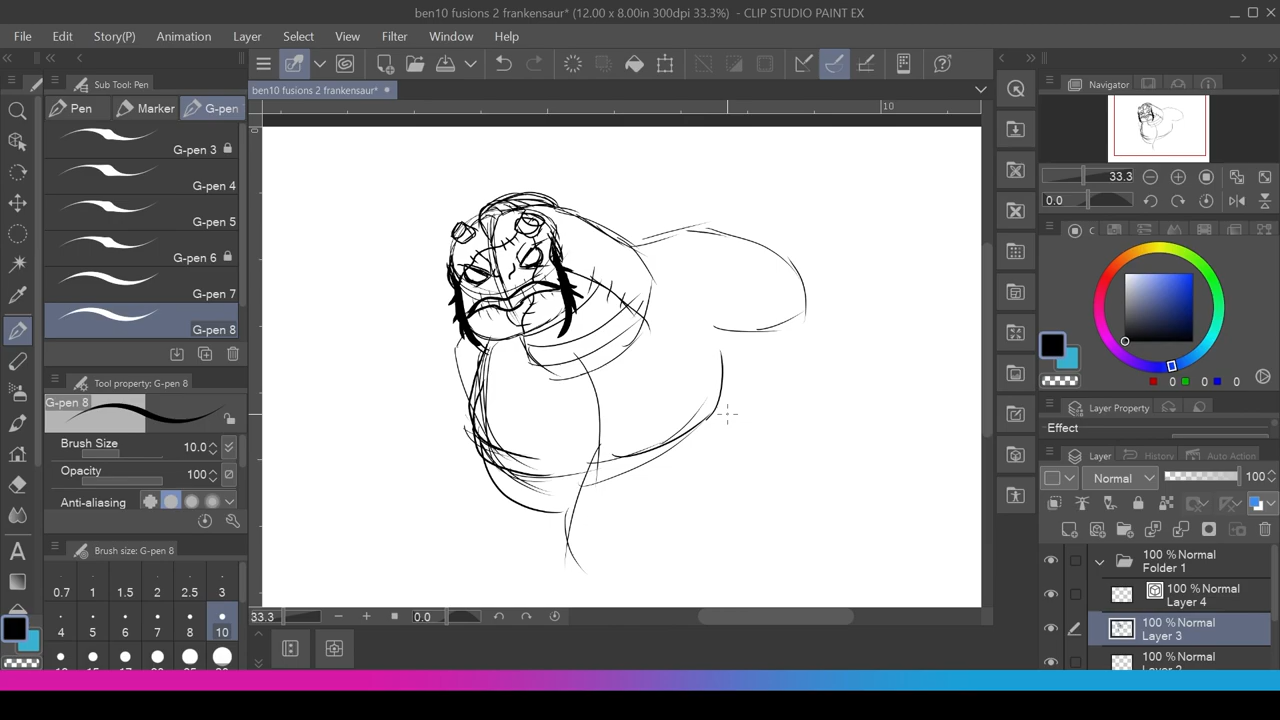 ben10 fusions 2 frankensaur* (12.00 x 8.00in 300dpi 33.3%) - CLIP STUDIO PAINT EX
File Edit Story(P) Animation Layer Select View Filter Window Help
Sub Tool: Pen
Pen Marker G-pen
G-pen 3
G-pen 4
G-pen 5
G-pen 6
G-pen 7
G-pen 8
Tool property: G-pen 8
G-pen 8
Brush Size 10.0
Opacity 100
Anti-aliasing
Brush size: G-pen 8
0.7 1 1.5 2 2.5 3
4 5 6 7 8 10
ben10 fusions 2 frankensaur*
10
0
33.3 0.0
Navigator
33.3
0.0
C
0 0 0
Layer Property
Effect
Layer History Auto Action
Normal 100
100 % Normal
Folder 1
100 % Normal
Layer 4
100 % Normal
Layer 3
100 % Normal